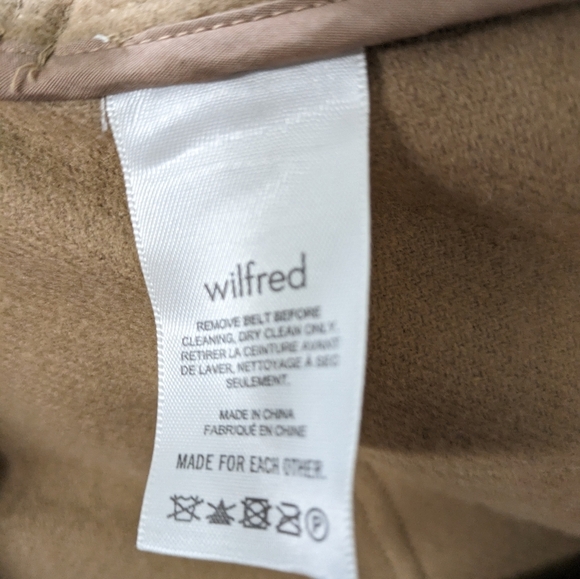 wilfred
REMOVE BELT BEFORE
CLEANING, DRY CLEAN ONLY.
RETIRER LA CEINTURE AVANT
DE LAVER, NETTOYAGE À SEC
SEULEMENT.
MADE IN CHINA
FABRIQUÉ EN CHINE
MADE FOR EACH OTHER.
P